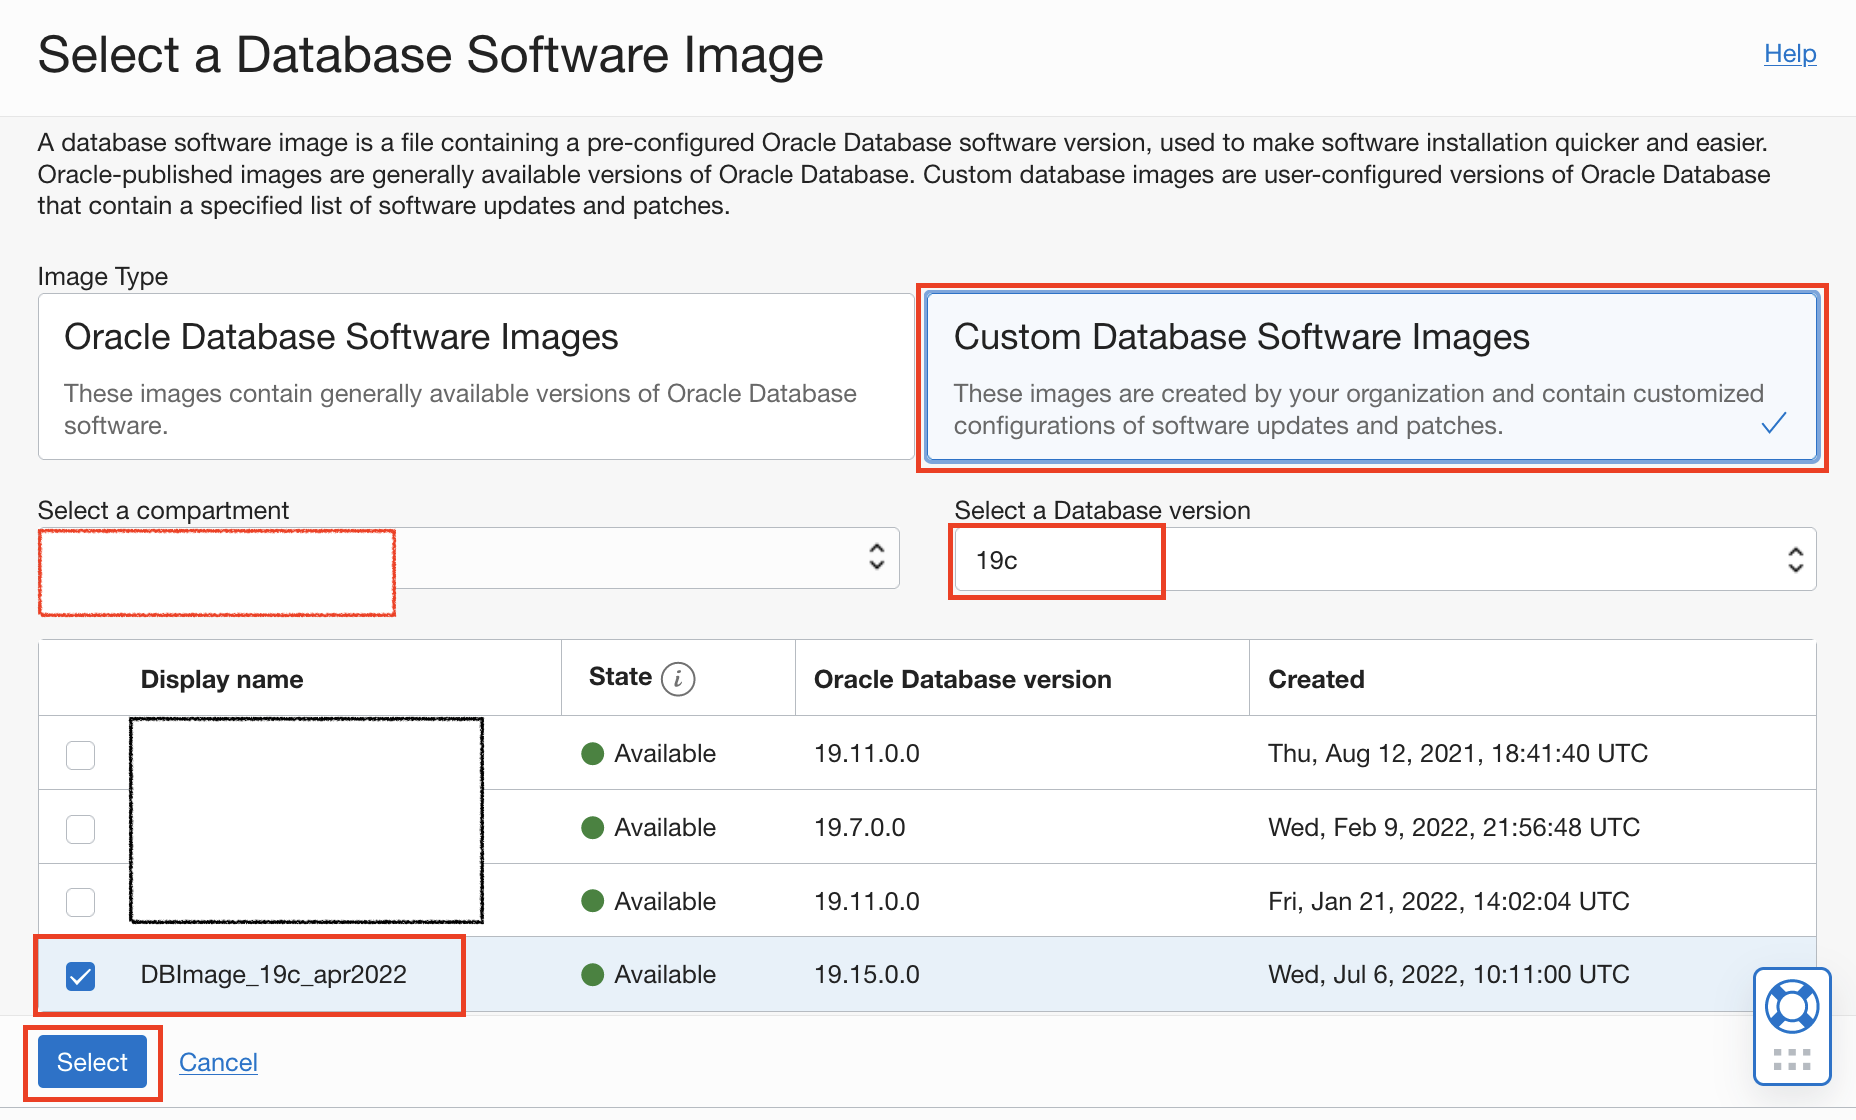 Select a Database Software Image
Help
A database software image is a file containing a pre-configured Oracle Database software version, used to make software installation quicker and easier.
Oracle-published images are generally available versions of Oracle Database. Custom database images are user-configured versions of Oracle Database
that contain a specified list of software updates and patches.
Image Type
Oracle Database Software Images
These images contain generally available versions of Oracle Database
software.
Custom Database Software Images
These images are created by your organization and contain customized
configurations of software updates and patches.
Select a compartment
Select a Database version
19c
Display name State i Oracle Database version Created
Available 19.11.0.0 Thu, Aug 12, 2021, 18:41:40 UTC
Available 19.7.0.0 Wed, Feb 9, 2022, 21:56:48 UTC
Available 19.11.0.0 Fri, Jan 21, 2022, 14:02:04 UTC
DBImage_19c_apr2022 Available 19.15.0.0 Wed, Jul 6, 2022, 10:11:00 UTC
Select Cancel